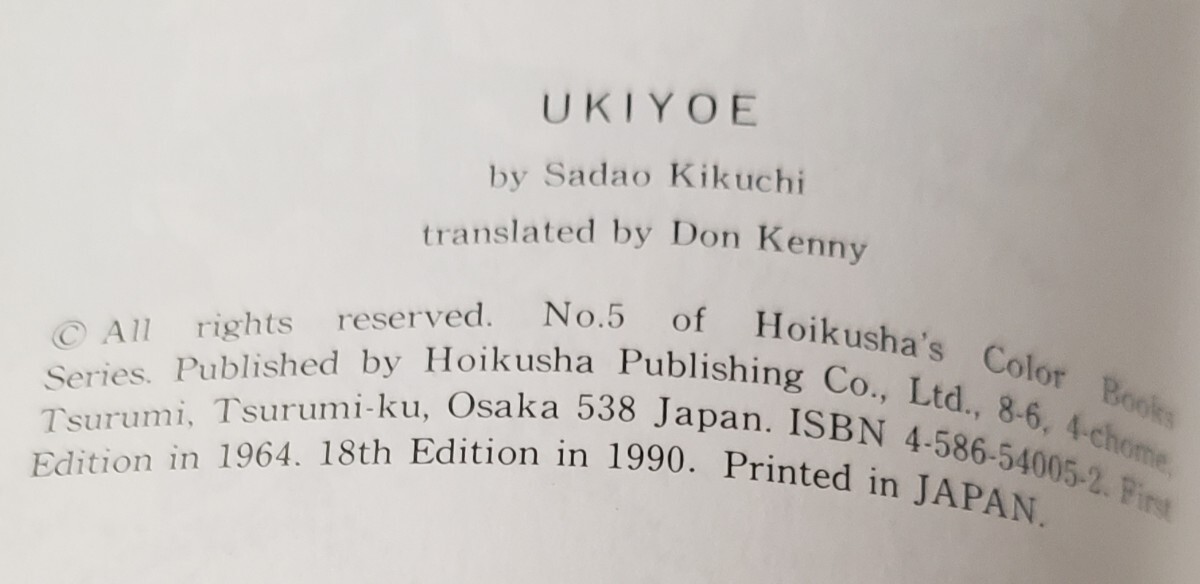 UKIYOE
by Sadao Kikuchi
translated by Don Kenny
© All rights reserved. No.5 of Hoikusha's Color Books
Series. Published by Hoikusha Publishing Co., Ltd., 8-6, 4-chome,
Tsurumi, Tsurumi-ku, Osaka 538 Japan. ISBN 4-586-54005-2. First
Edition in 1964. 18th Edition in 1990. Printed in JAPAN.